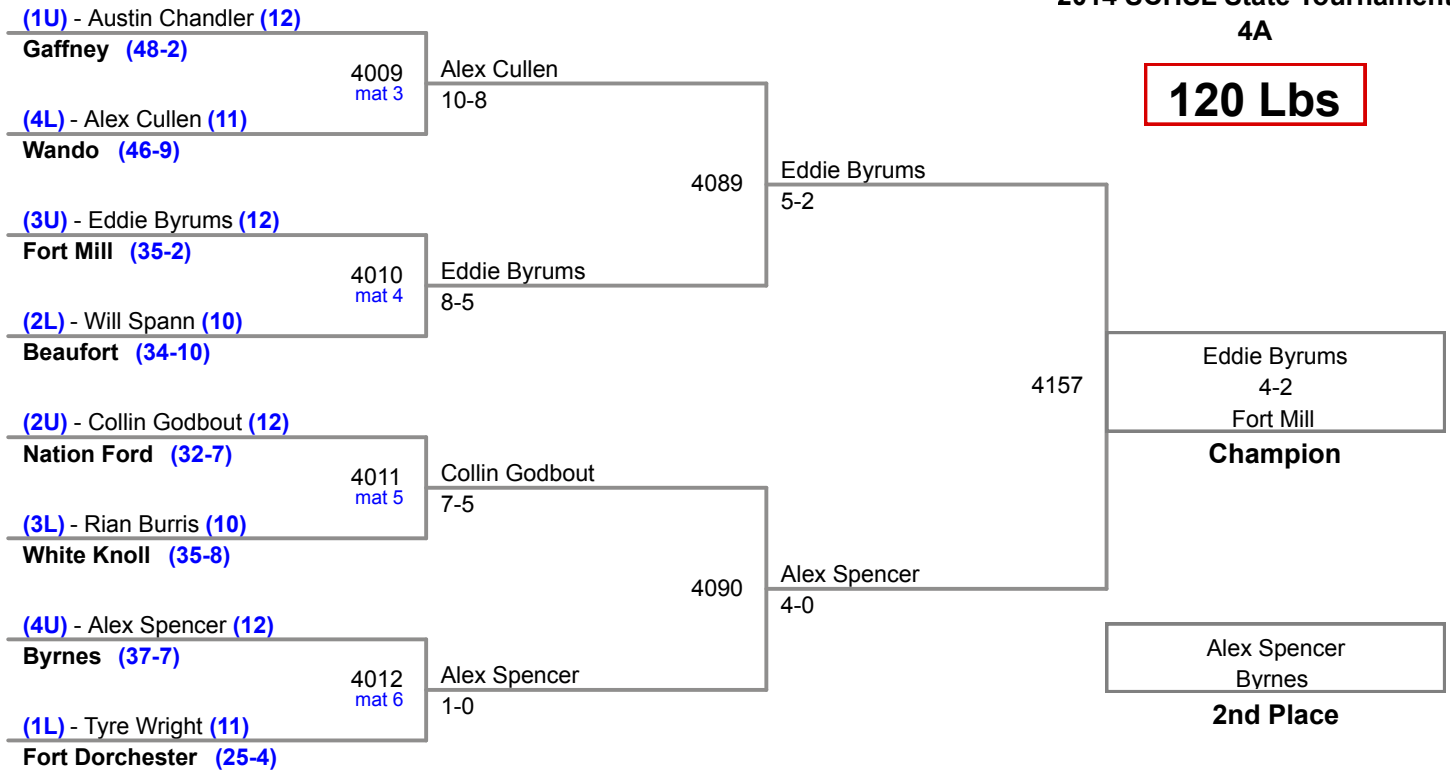 2014 SCHSL State Tournament
4A
120 Lbs
(1U) - Austin Chandler (12)
Gaffney (48-2)
4009
mat 3
(4L) - Alex Cullen (11)
Wando (46-9)
Alex Cullen
10-8
(3U) - Eddie Byrums (12)
Fort Mill (35-2)
4010
mat 4
(2L) - Will Spann (10)
Beaufort (34-10)
Eddie Byrums
8-5
4089
Eddie Byrums
5-2
(2U) - Collin Godbout (12)
Nation Ford (32-7)
4011
mat 5
(3L) - Rian Burris (10)
White Knoll (35-8)
Collin Godbout
7-5
(4U) - Alex Spencer (12)
Byrnes (37-7)
4012
mat 6
(1L) - Tyre Wright (11)
Fort Dorchester (25-4)
Alex Spencer
1-0
4090
Alex Spencer
4-0
4157
Eddie Byrums
4-2
Fort Mill
Champion
Alex Spencer
Byrnes
2nd Place